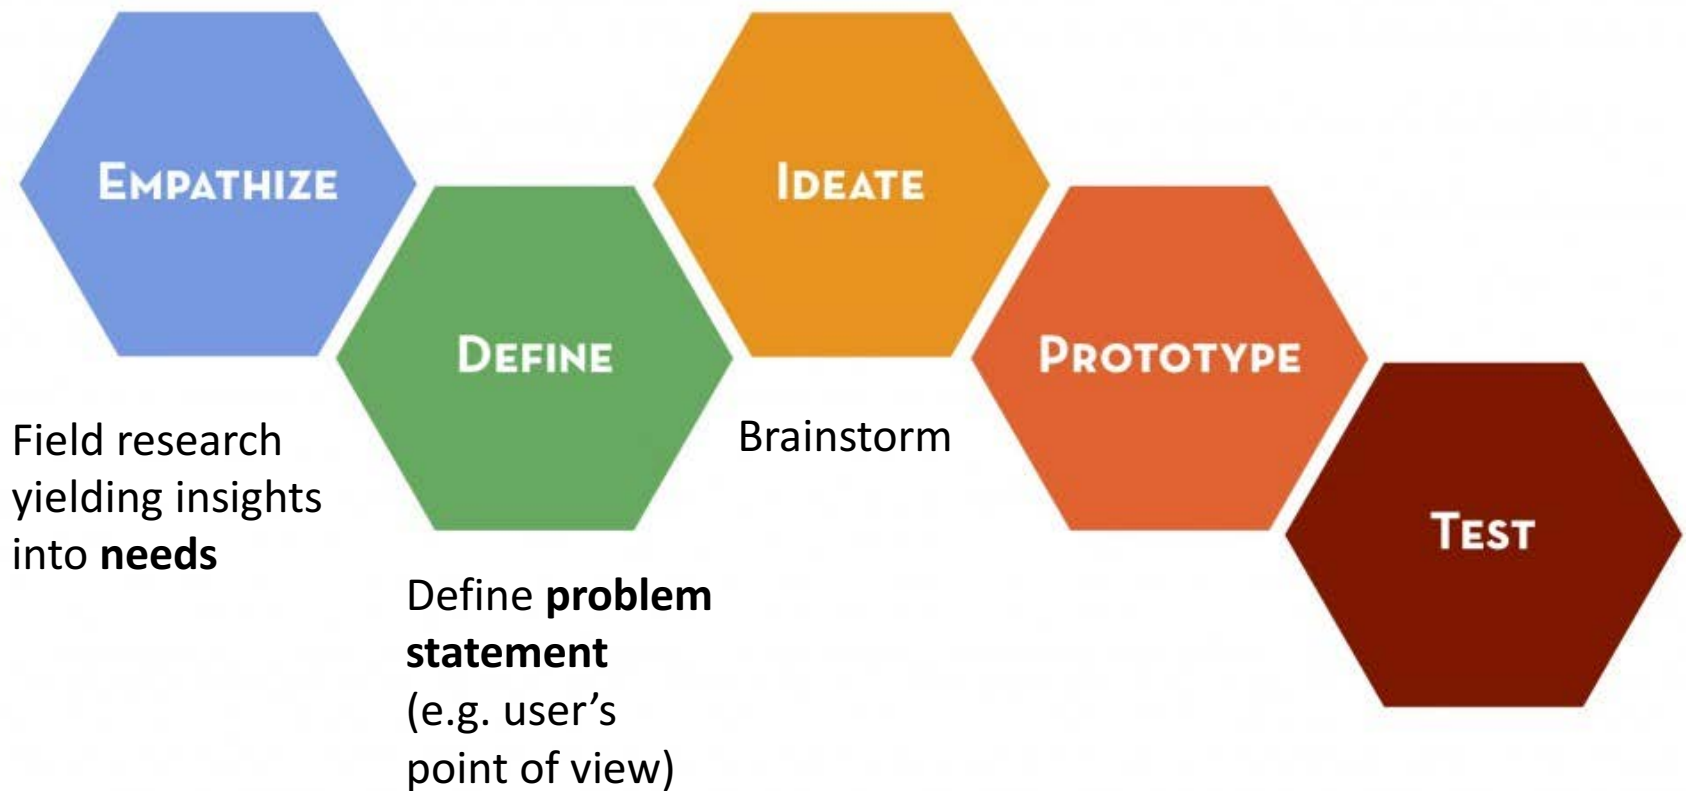 EMPATHIZE
Field research
yielding insights
into needs
DEFINE
Define problem
statement
(e.g. user’s
point of view)
IDEATE
Brainstorm
PROTOTYPE
TEST